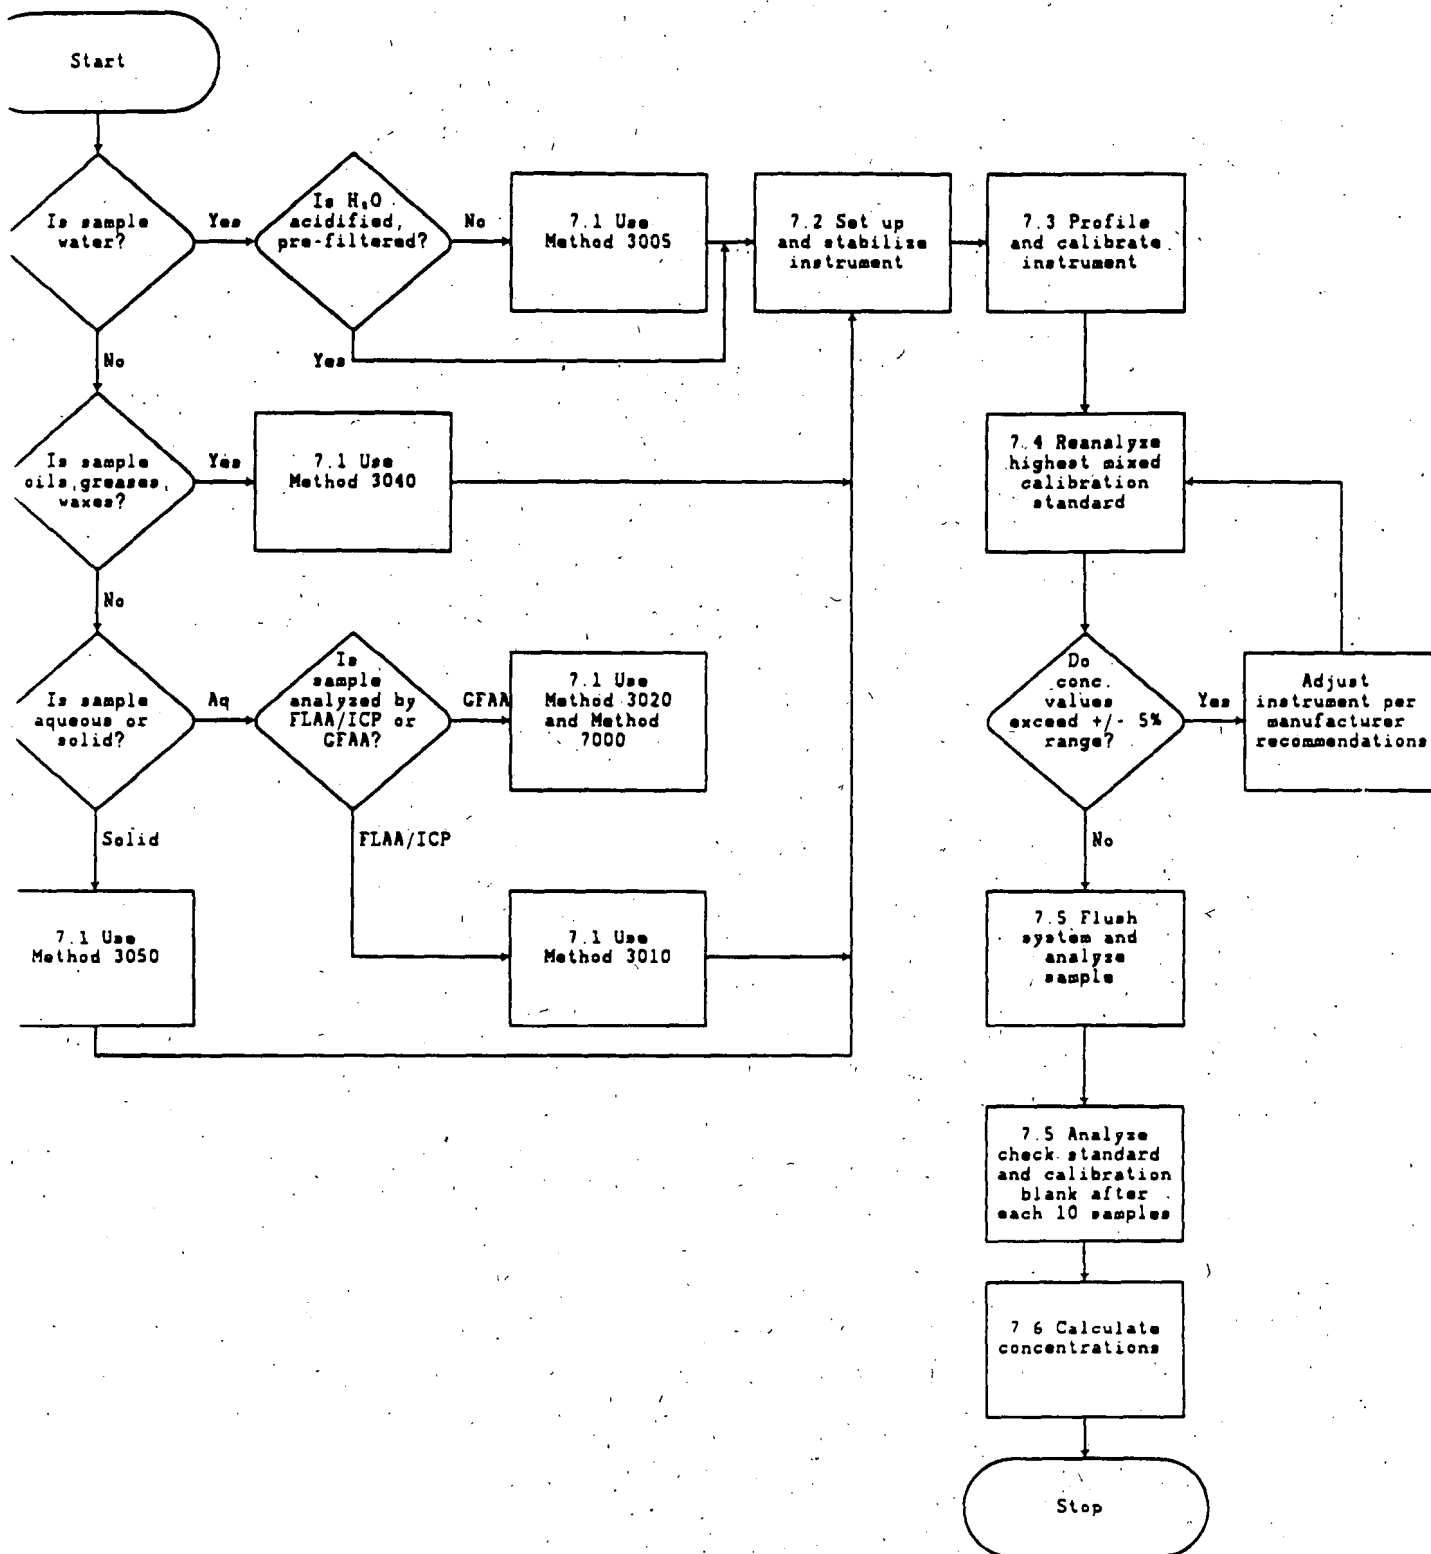 Start
Is sample
water?
Yes
No
Is H₂O
acidified,
pre-filtered?
No
Yes
7.1 Use
Method 3005
7.2 Set up
and stabilize
instrument
7.3 Profile
and calibrate
instrument
Is sample
oils,greases,
waxes?
Yes
No
7.1 Use
Method 3040
7.4 Reanalyze
highest mixed
calibration
standard
Is sample
aqueous or
solid?
Aq
Solid
Is
sample
analyzed by
FLAA/ICP or
GFAA?
GFAA
FLAA/ICP
7.1 Use
Method 3020
and Method
7000
Do
conc.
values
exceed +/- 5%
range?
Yes
No
Adjust
instrument per
manufacturer
recommendations
7.1 Use
Method 3050
7.1 Use
Method 3010
7.5 Flush
system and
analyze
sample
7.5 Analyze
check standard
and calibration
blank after
each 10 samples
7 6 Calculate
concentrations
Stop